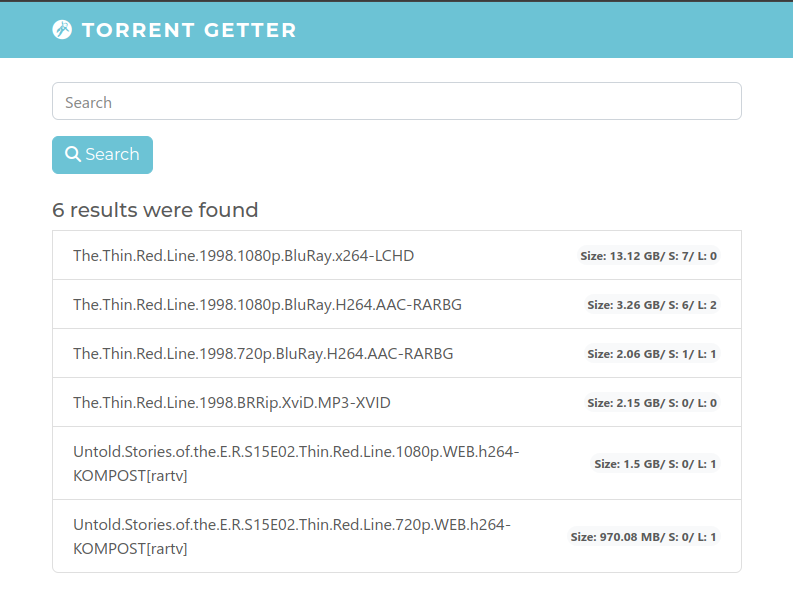 TORRENT GETTER
Search
Search
6 results were found
The.Thin.Red.Line.1998.1080p.BluRay.x264-LCHD
Size: 13.12 GB/ S: 7/ L: 0
The.Thin.Red.Line.1998.1080p.BluRay.H264.AAC-RARBG
Size: 3.26 GB/ S: 6/ L: 2
The.Thin.Red.Line.1998.720p.BluRay.H264.AAC-RARBG
Size: 2.06 GB/ S: 1/ L: 1
The.Thin.Red.Line.1998.BRRip.XviD.MP3-XVID
Size: 2.15 GB/ S: 0/ L: 0
Untold.Stories.of.the.E.R.S15E02.Thin.Red.Line.1080p.WEB.h264-
KOMPOST[rartv]
Size: 1.5 GB/ S: 0/ L: 1
Untold.Stories.of.the.E.R.S15E02.Thin.Red.Line.720p.WEB.h264-
KOMPOST[rartv]
Size: 970.08 MB/ S: 0/ L: 1